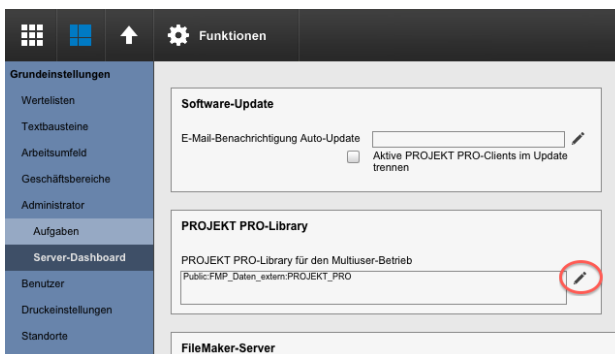 Funktionen
Grundeinstellungen
Wertelisten
Textbausteine
Arbeitsumfeld
Geschäftsbereiche
Administrator
Aufgaben
Server-Dashboard
Benutzer
Druckeinstellungen
Standorte
Software-Update
E-Mail-Benachrichtigung Auto-Update
Aktive PROJEKT PRO-Clients im Update
trennen
PROJEKT PRO-Library
PROJEKT PRO-Library für den Multiuser-Betrieb
Public:FMP_Daten_extern:PROJEKT_PRO
FileMaker-Server